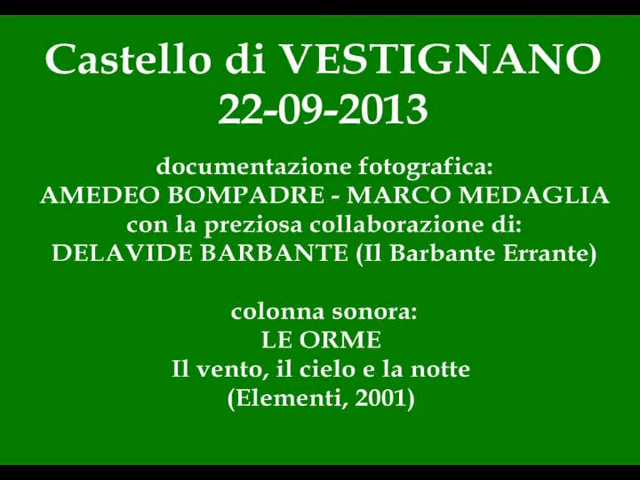 Castello di VESTIGNANO
22-09-2013
documentazione fotografica:
AMEDEO BOMPADRE - MARCO MEDAGLIA
con la preziosa collaborazione di:
DELAVIDE BARBANTE (Il Barbante Errante)
colonna sonora:
LE ORME
Il vento, il cielo e la notte
(Elementi, 2001)